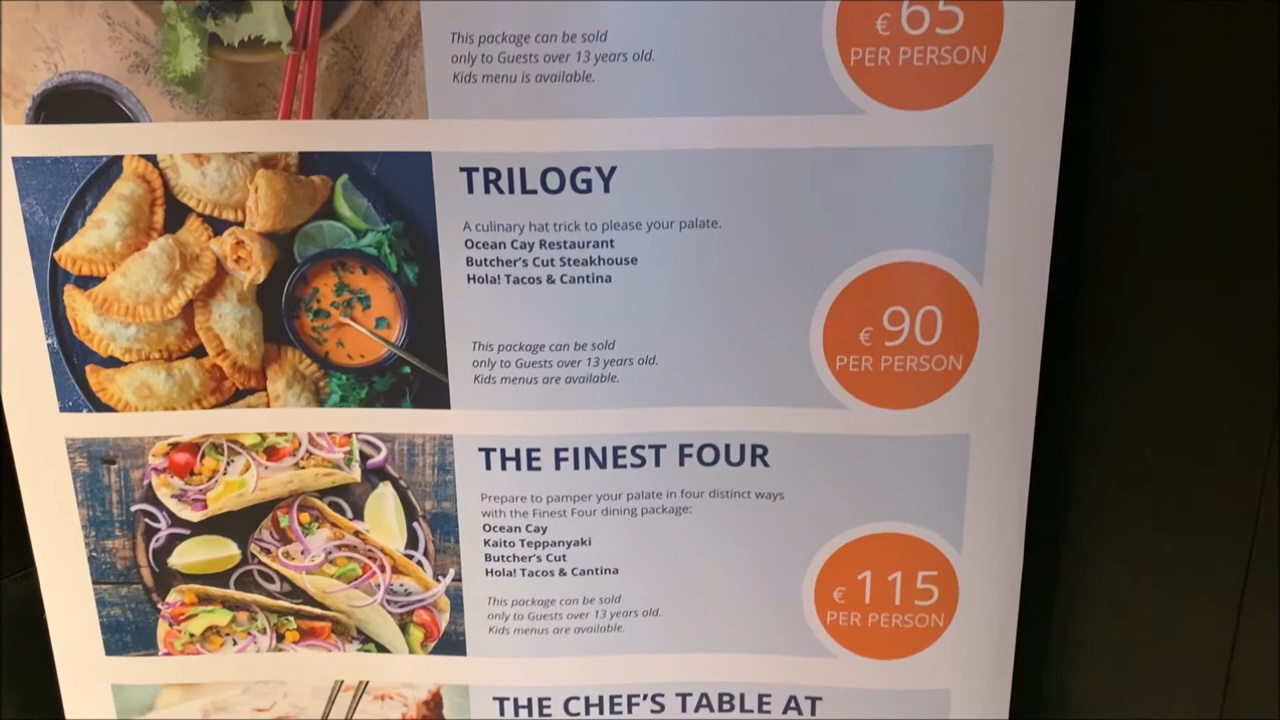 This package can be sold
only to Guests over 13 years old.
Kids menu is available.
€ 65
PER PERSON
TRILOGY
A culinary hat trick to please your palate.
Ocean Cay Restaurant
Butcher's Cut Steakhouse
Hola! Tacos & Cantina
This package can be sold
only to Guests over 13 years old.
Kids menus are available.
€ 90
PER PERSON
THE FINEST FOUR
Prepare to pamper your palate in four distinct ways
with the Finest Four dining package:
Ocean Cay
Kaito Teppanyaki
Butcher's Cut
Hola! Tacos & Cantina
This package can be sold
only to Guests over 13 years old.
Kids menus are available.
€ 115
PER PERSON
THE CHEF'S TABLE AT